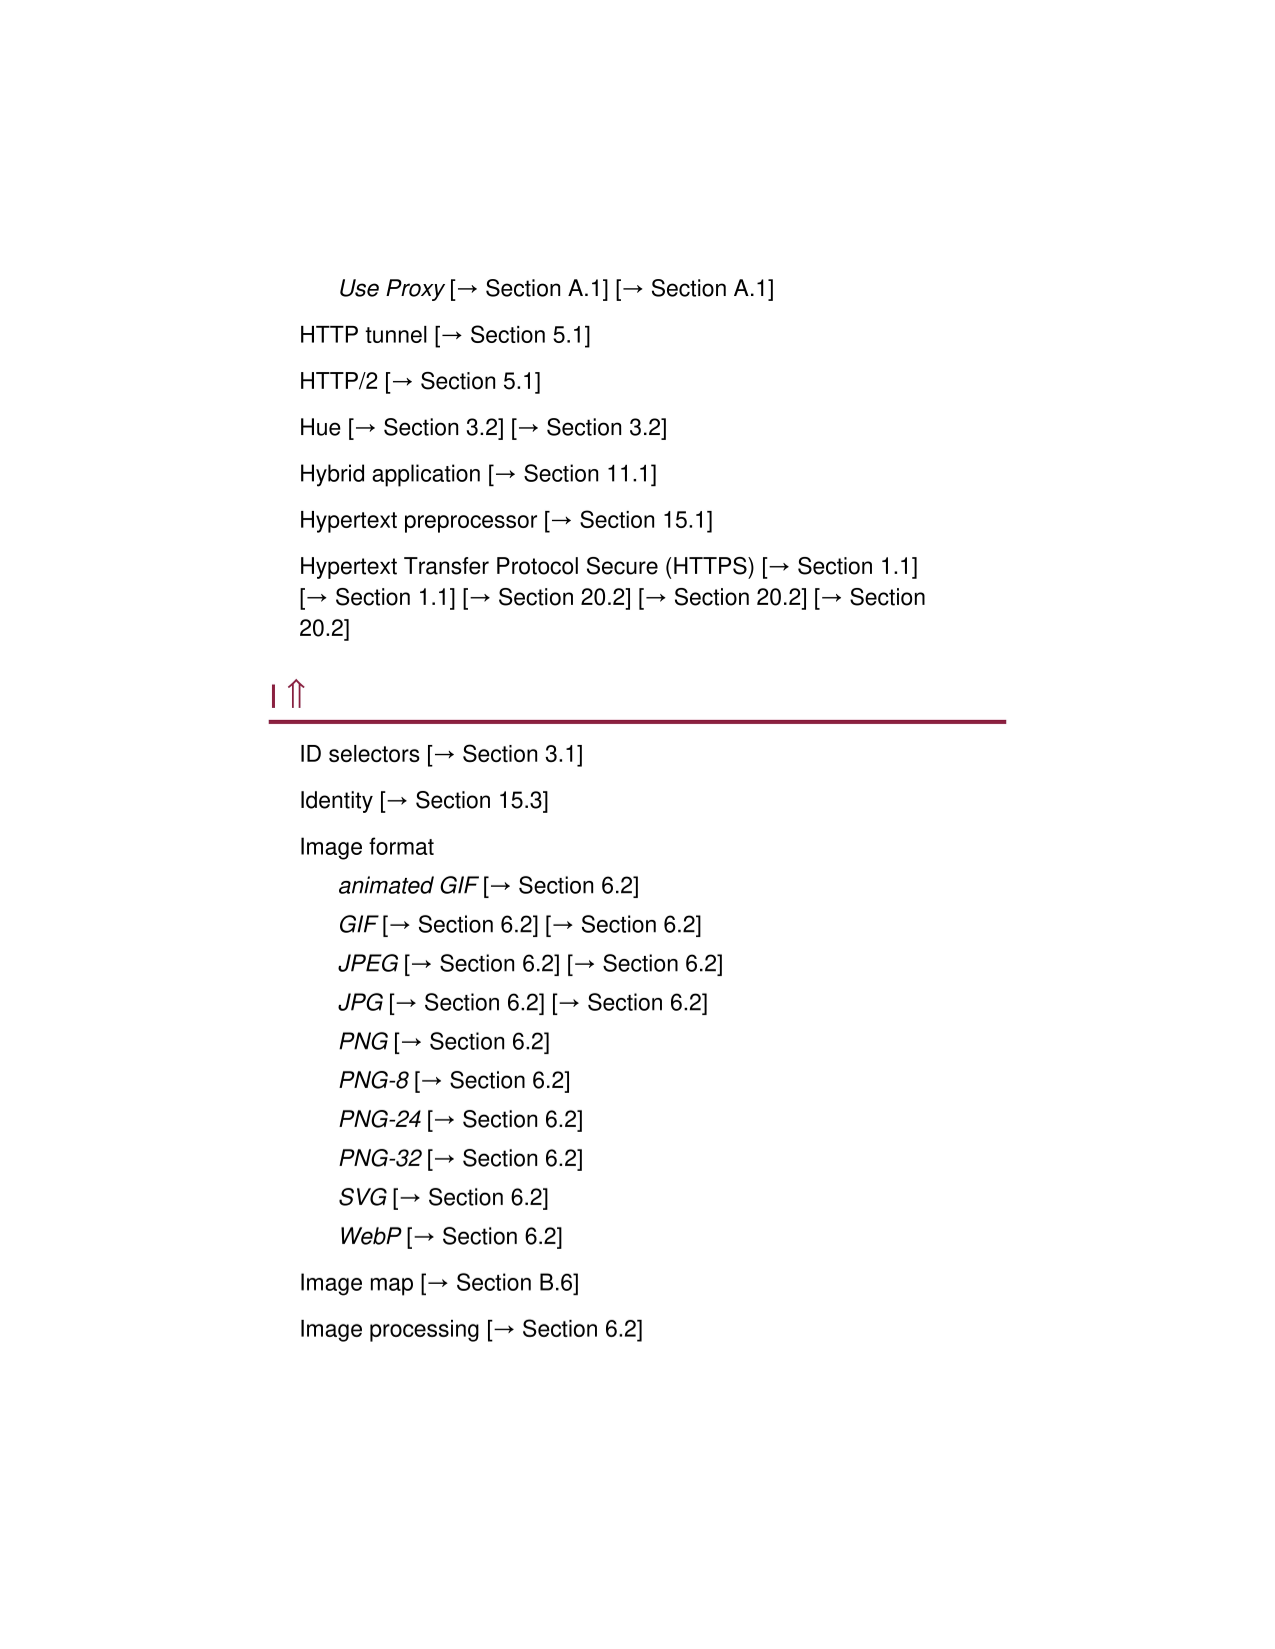 Use Proxy [→ Section A.1] [→ Section A.1]
HTTP tunnel [→ Section 5.1]
HTTP/2 [→ Section 5.1]
Hue [→ Section 3.2] [→ Section 3.2]
Hybrid application [→ Section 11.1]
Hypertext preprocessor [→ Section 15.1]
Hypertext Transfer Protocol Secure (HTTPS) [→ Section 1.1]
[→ Section 1.1] [→ Section 20.2] [→ Section 20.2] [→ Section
20.2]
I ⇑
ID selectors [→ Section 3.1]
Identity [→ Section 15.3]
Image format
animated GIF [→ Section 6.2]
GIF [→ Section 6.2] [→ Section 6.2]
JPEG [→ Section 6.2] [→ Section 6.2]
JPG [→ Section 6.2] [→ Section 6.2]
PNG [→ Section 6.2]
PNG-8 [→ Section 6.2]
PNG-24 [→ Section 6.2]
PNG-32 [→ Section 6.2]
SVG [→ Section 6.2]
WebP [→ Section 6.2]
Image map [→ Section B.6]
Image processing [→ Section 6.2]